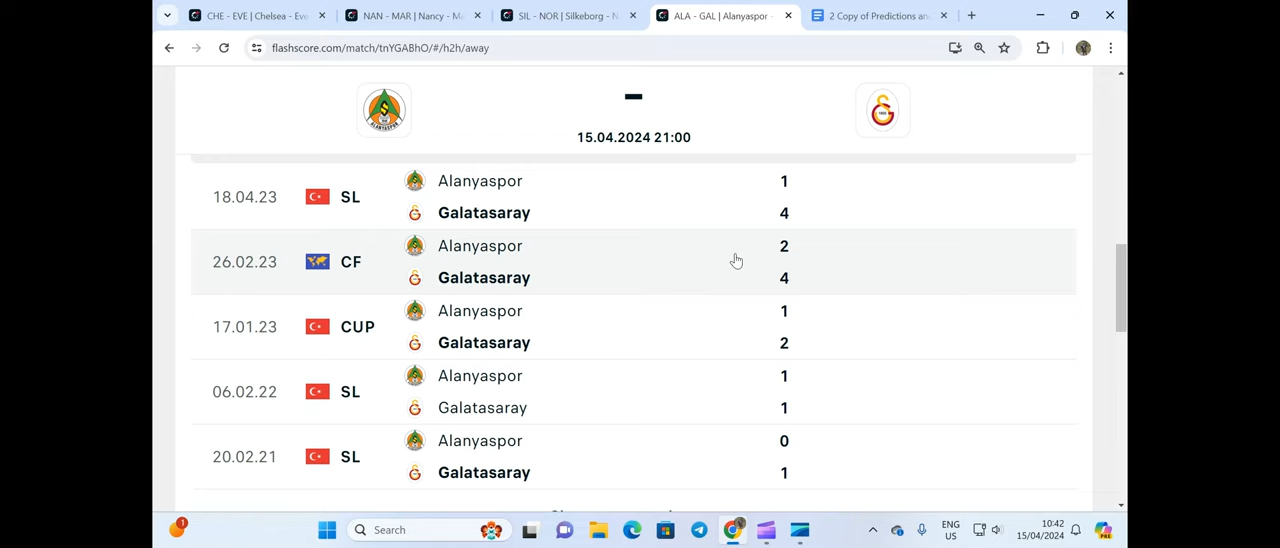 CHE - EVE | Chelsea - Eve
NAN - MAR | Nancy - Ma
SIL - NOR | Silkeborg - N
ALA - GAL | Alanyaspor -
2 Copy of Predictions an
flashscore.com/match/tnYGABhO/#/h2h/away
ALANYASPOR
-
15.04.2024 21:00
18.04.23 SL Alanyaspor 1
Galatasaray 4
26.02.23 CF Alanyaspor 2
Galatasaray 4
17.01.23 CUP Alanyaspor 1
Galatasaray 2
06.02.22 SL Alanyaspor 1
Galatasaray 1
20.02.21 SL Alanyaspor 0
Galatasaray 1
1
Search
ENG
US
10:42
15/04/2024
PRE